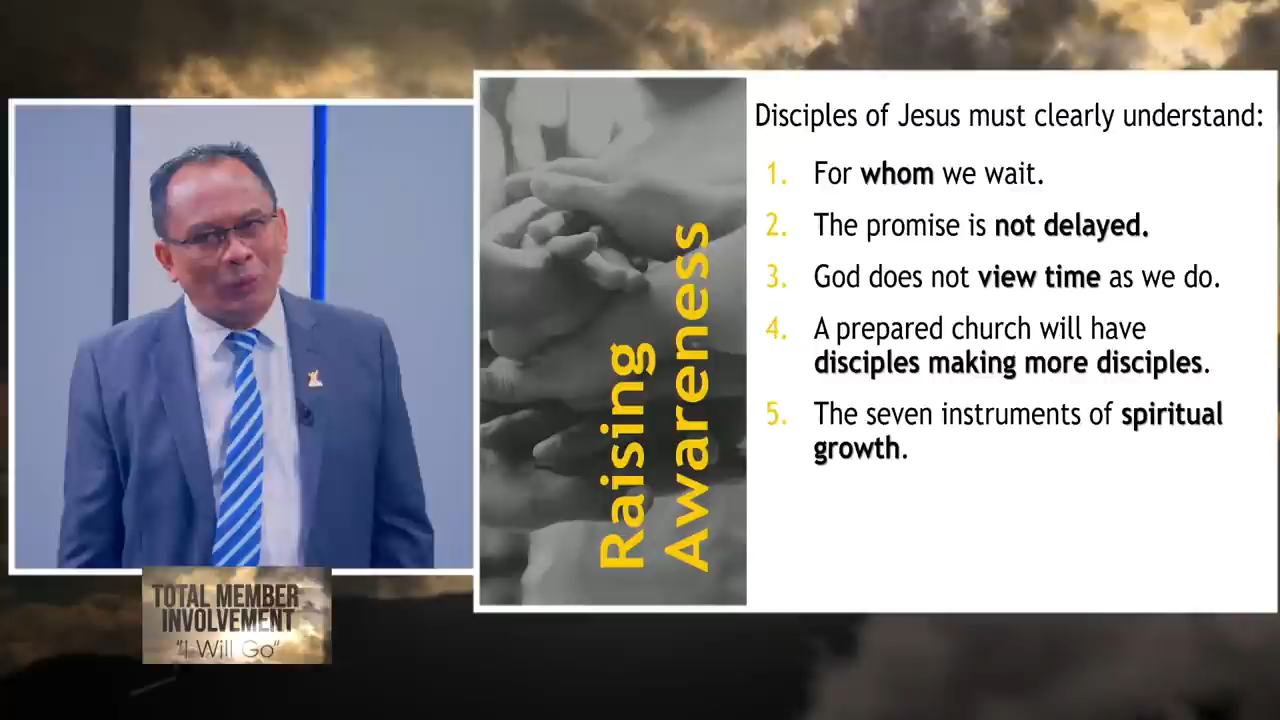 Disciples of Jesus must clearly understand:
1. For whom we wait.
2. The promise is not delayed.
3. God does not view time as we do.
4. A prepared church will have
disciples making more disciples.
5. The seven instruments of spiritual
growth.
Raising
Awareness
TOTAL MEMBER
INVOLVEMENT
"I Will Go"